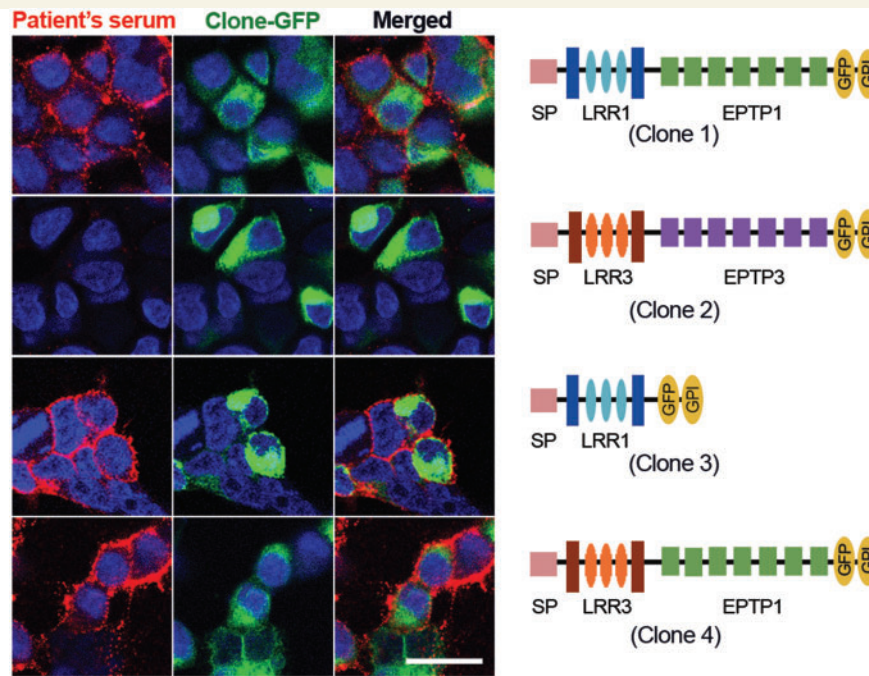 Patient's serum Clone-GFP Merged
GFP GPI
SP LRR1 EPTP1
(Clone 1)
GFP GPI
SP LRR3 EPTP3
(Clone 2)
GFP GPI
SP LRR1
(Clone 3)
GFP GPI
SP LRR3 EPTP1
(Clone 4)